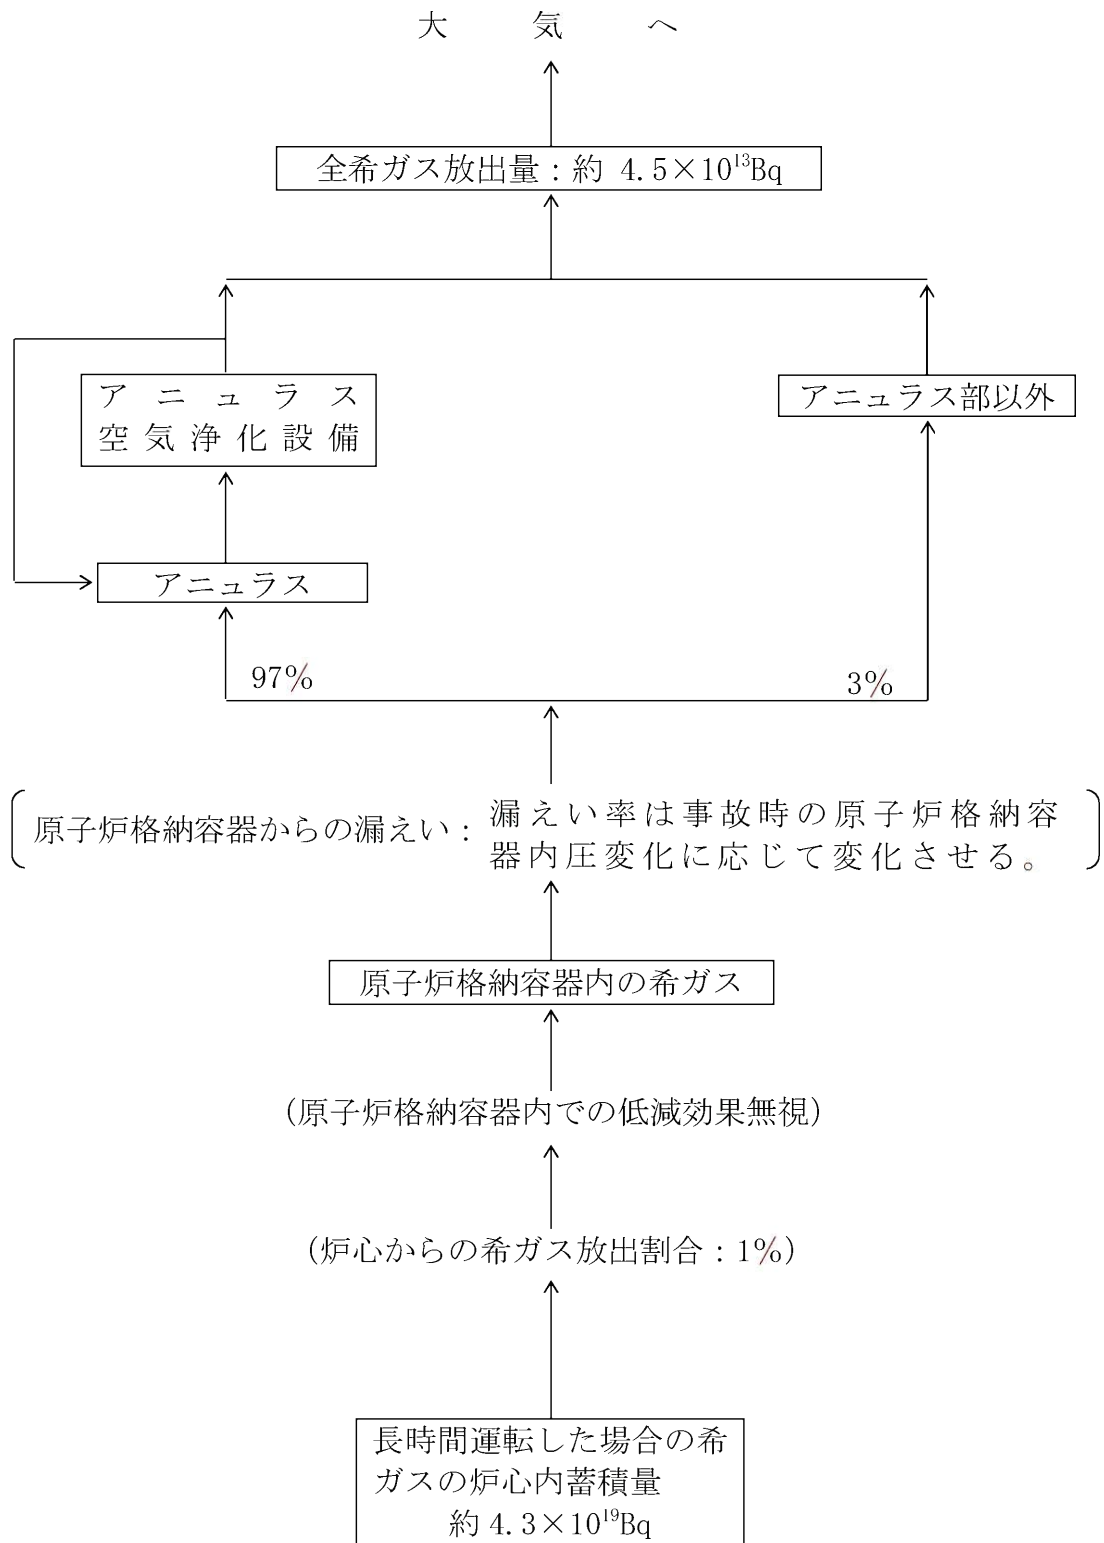 大気へ
全希ガス放出量：約 4.5×10¹³Bq
アニュラス
空気浄化設備
アニュラス部以外
アニュラス
97%
3%
原子炉格納容器からの漏えい：
漏えい率は事故時の原子炉格納容
器内圧変化に応じて変化させる。
原子炉格納容器内の希ガス
(原子炉格納容器内での低減効果無視)
(炉心からの希ガス放出割合：1%)
長時間運転した場合の希
ガスの炉心内蓄積量
約 4.3×10¹⁹Bq